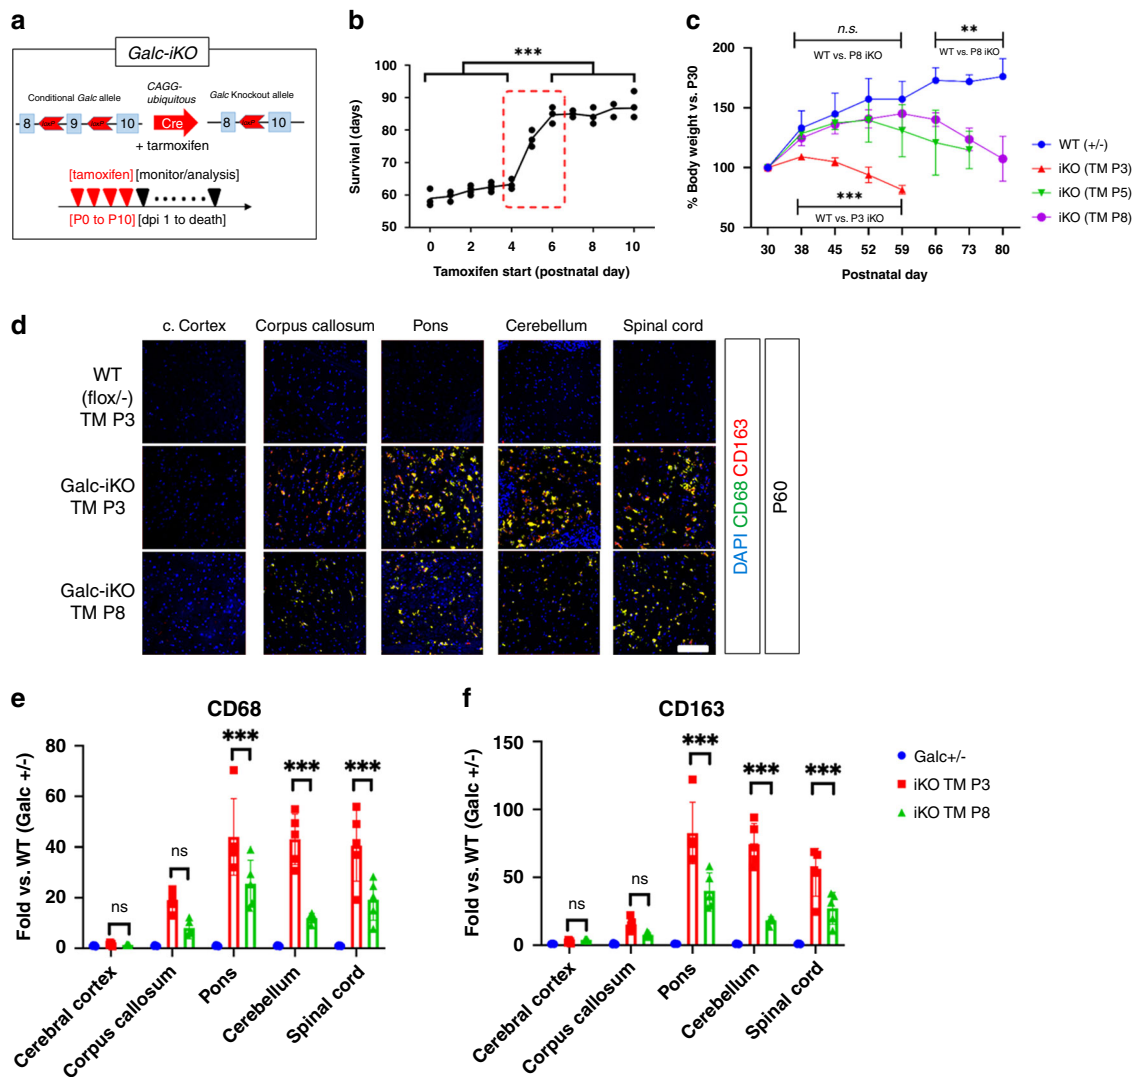 a
Galc-iKO
Conditional Galc allele
CAGG-
ubiquitous
Galc Knockout allele
8
9
10
Cre
8
10
+ tarmoxifen
[tamoxifen] [monitor/analysis]
[P0 to P10] [dpi 1 to death]
b
***
Survival (days)
100
90
80
70
60
50
0 2 4 6 8 10
Tamoxifen start (postnatal day)
c
n.s.
WT vs. P8 iKO
**
WT vs. P8 iKO
% Body weight vs. P30
200
150
100
50
***
WT vs. P3 iKO
30 38 45 52 59 66 73 80
Postnatal day
WT (+/-)
iKO (TM P3)
iKO (TM P5)
iKO (TM P8)
d
c. Cortex Corpus callosum Pons Cerebellum Spinal cord
WT
(flox/-)
TM P3
Galc-iKO
TM P3
Galc-iKO
TM P8
DAPI CD68 CD163
P60
e
CD68
Fold vs. WT (Galc +/-)
80
60
40
20
0
ns
ns
***
***
***
Cerebral cortex
Corpus callosum
Pons
Cerebellum
Spinal cord
f
CD163
Fold vs. WT (Galc +/-)
150
100
50
0
ns
ns
***
***
***
Cerebral cortex
Corpus callosum
Pons
Cerebellum
Spinal cord
Galc+/-
iKO TM P3
iKO TM P8